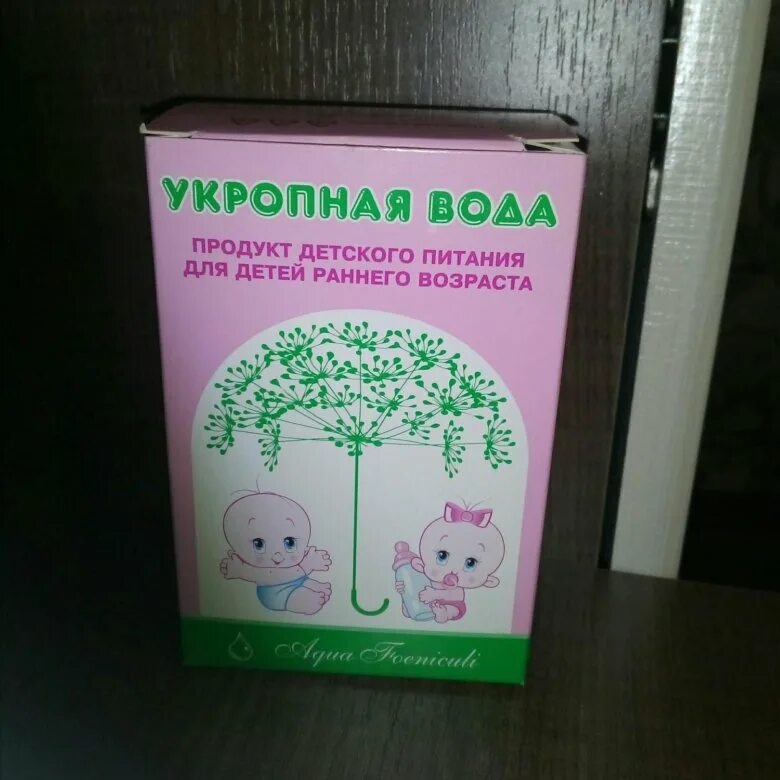 УКРОПНАЯ ВОДА
ПРОДУКТ ДЕТСКОГО ПИТАНИЯ
ДЛЯ ДЕТЕЙ РАННЕГО ВОЗРАСТА
Aqua Foeniculi